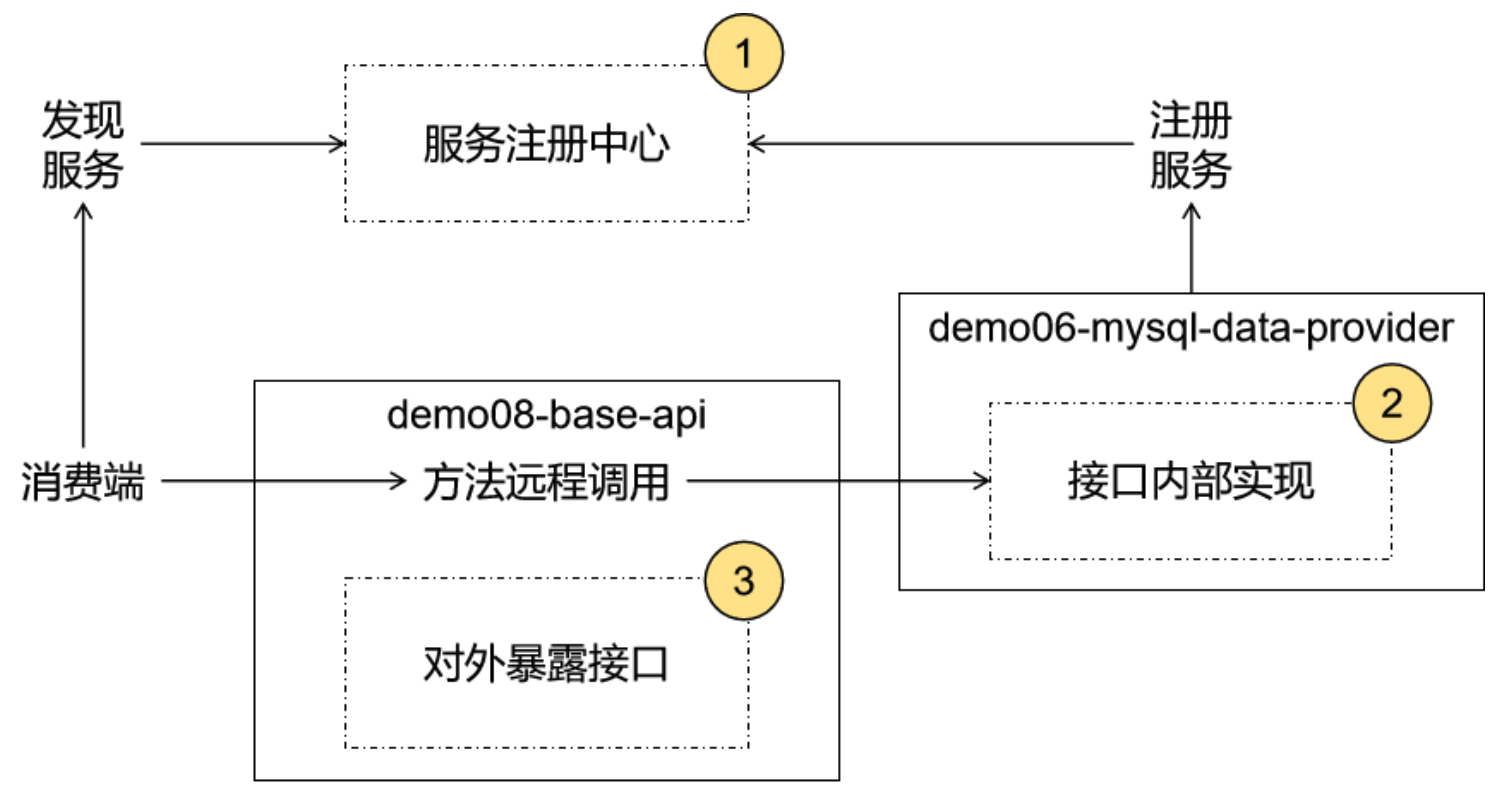 1
发现
服务
服务注册中心
注册
服务
demo06-mysql-data-provider
2
demo08-base-api
消费端
方法远程调用
接口内部实现
3
对外暴露接口